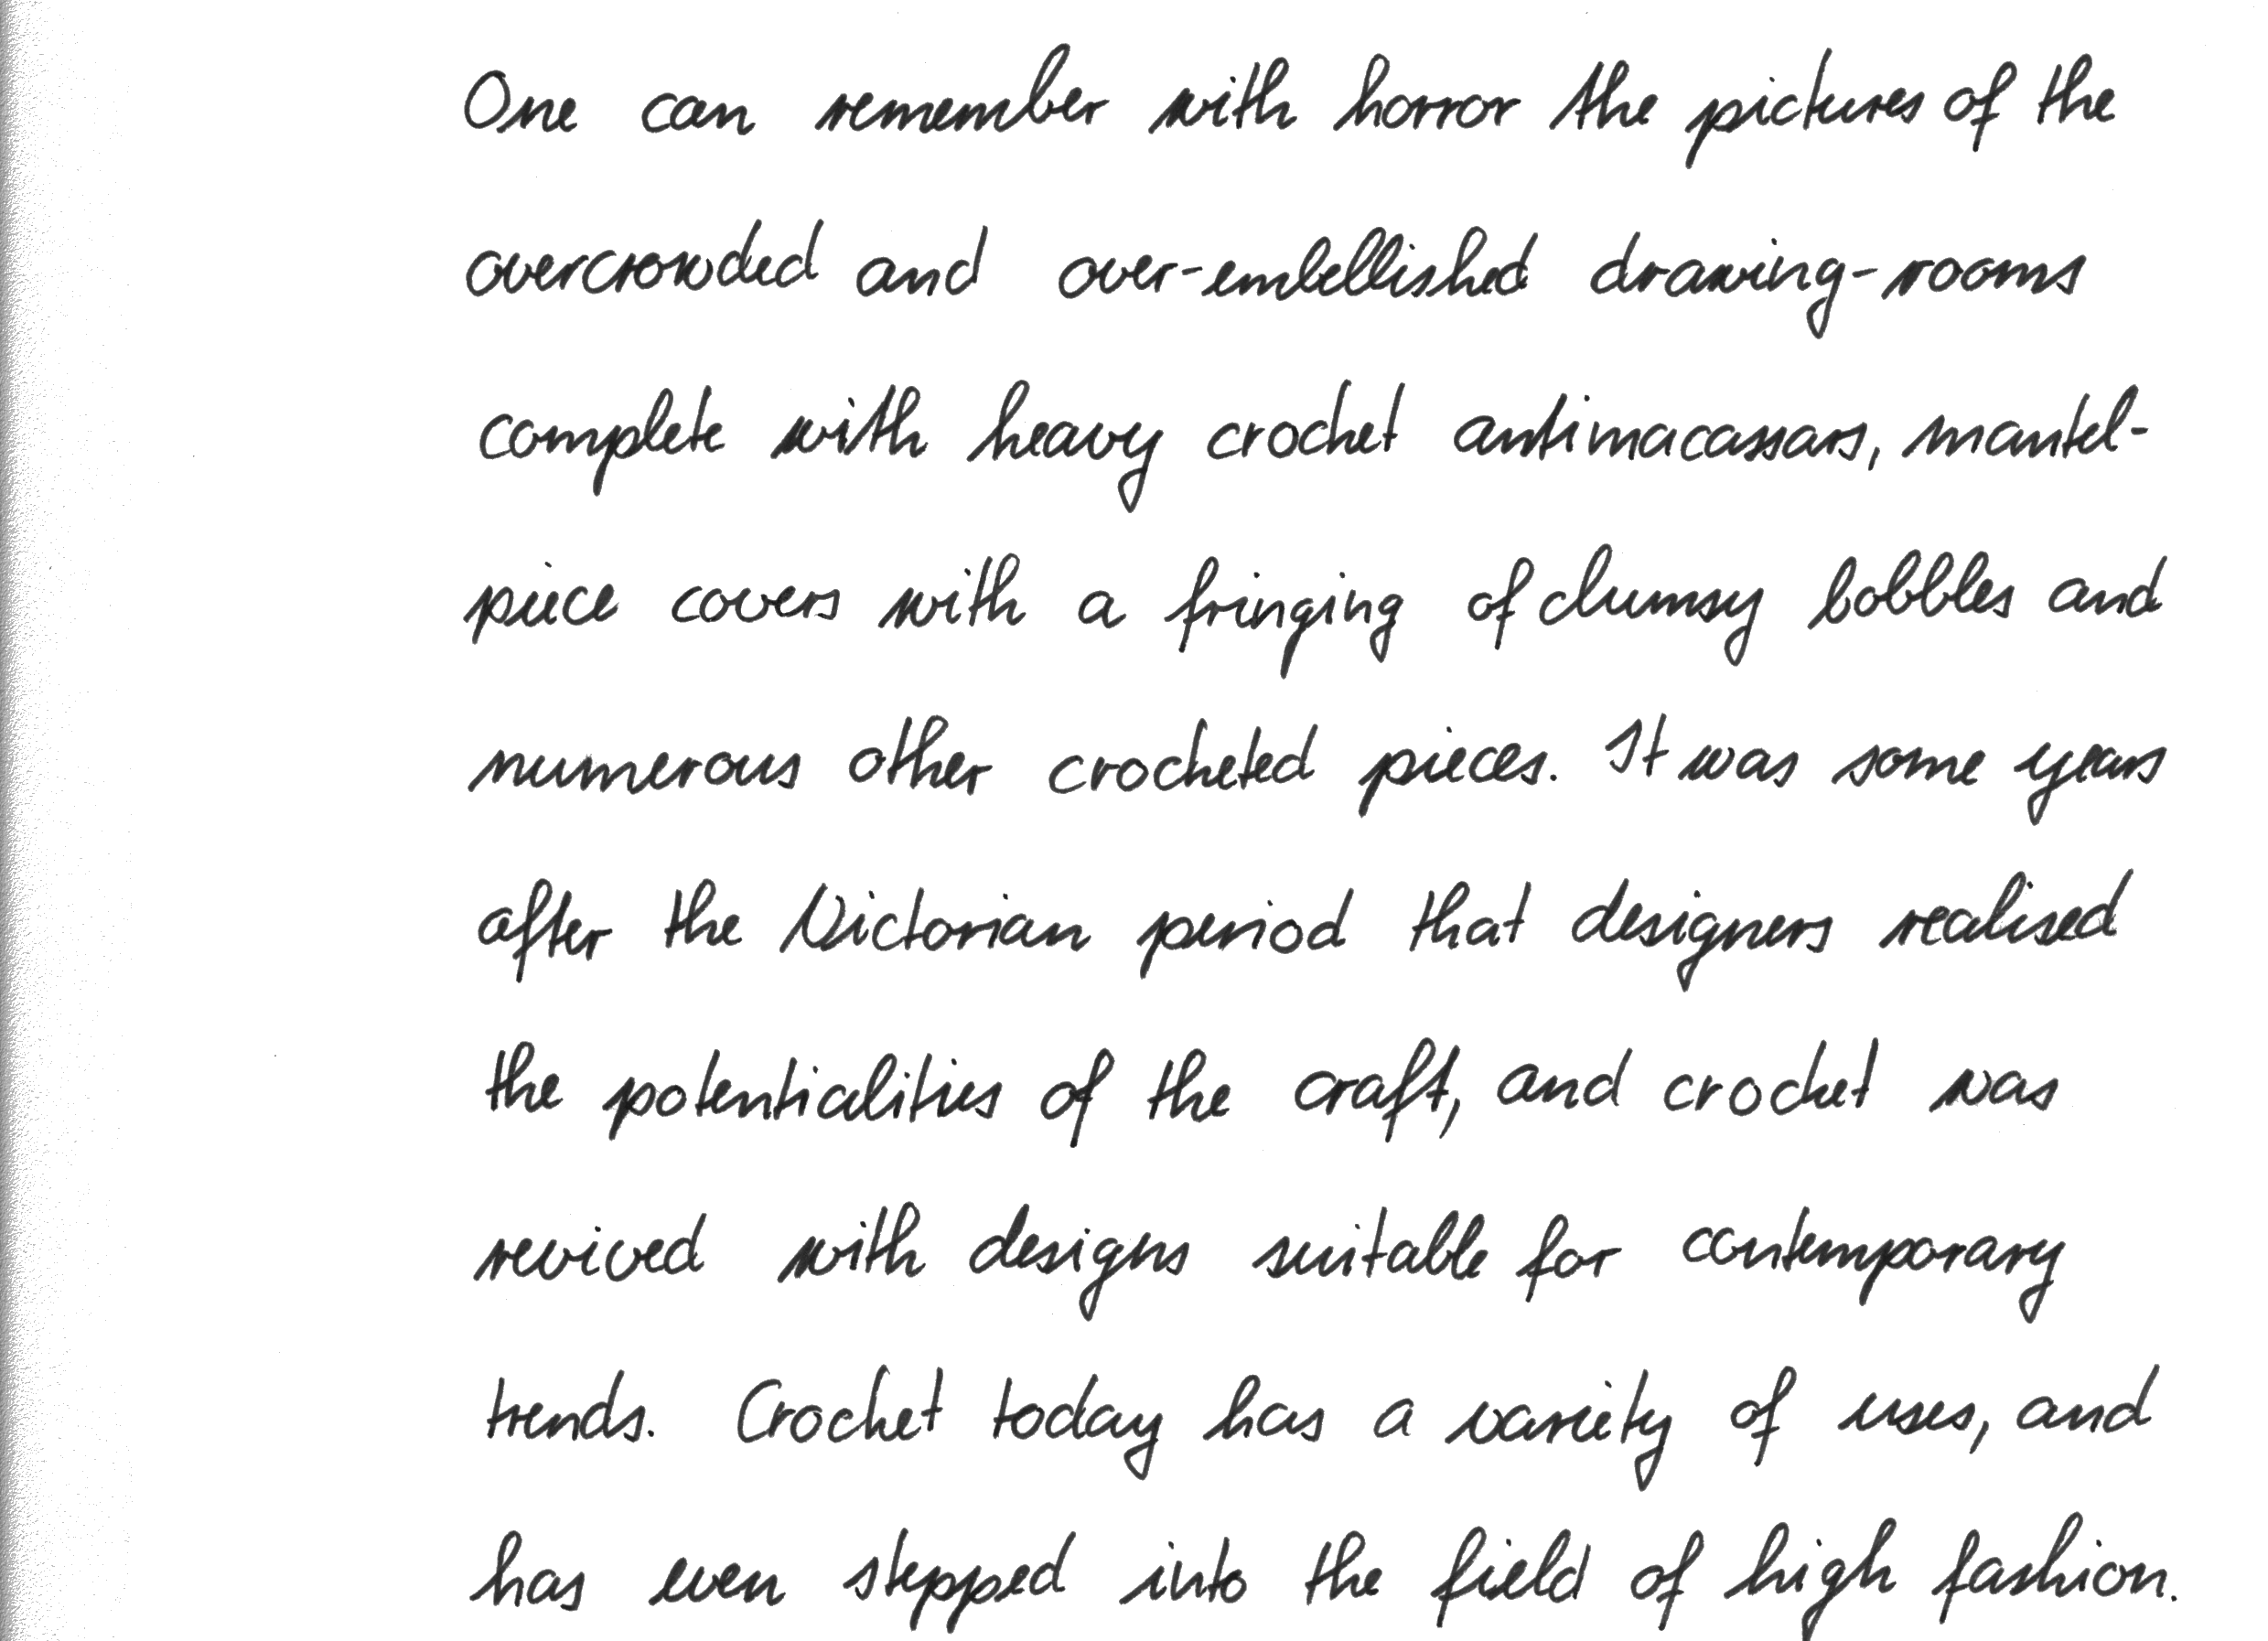 One can remember with horror the pictures of the
overcrowded and over-embellished drawing-rooms
complete with heavy crochet antimacassars, mantel-
piece covers with a fringing of clumsy bobbles and
numerous other crocheted pieces. It was some years
after the Victorian period that designers realised
the potentialities of the craft, and crochet was
revived with designs suitable for contemporary
trends. Crochet today has a variety of uses, and
has even stepped into the field of high fashion.